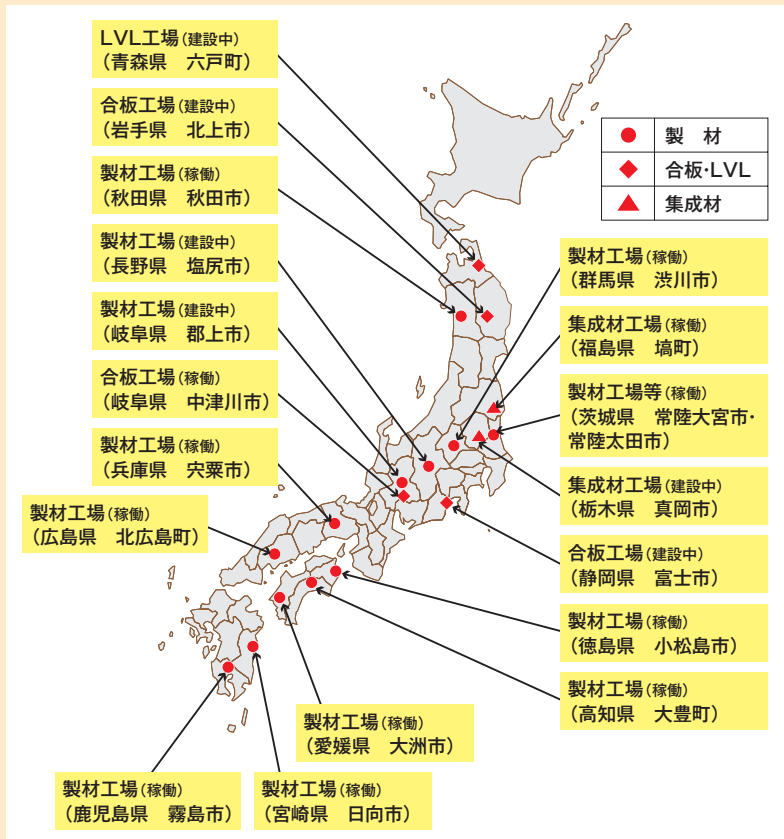 LVL工場(建設中)
(青森県　六戸町)
合板工場(建設中)
(岩手県　北上市)
製材工場(稼働)
(秋田県　秋田市)
製材工場(建設中)
(長野県　塩尻市)
製材工場(建設中)
(岐阜県　郡上市)
合板工場(稼働)
(岐阜県　中津川市)
製材工場(稼働)
(兵庫県　宍粟市)
製材工場(稼働)
(広島県　北広島町)
製　材
合板・LVL
集成材
製材工場(稼働)
(群馬県　渋川市)
集成材工場(稼働)
(福島県　塙町)
製材工場等(稼働)
(茨城県　常陸大宮市・
常陸太田市)
集成材工場(建設中)
(栃木県　真岡市)
合板工場(建設中)
(静岡県　富士市)
製材工場(稼働)
(徳島県　小松島市)
製材工場(稼働)
(高知県　大豊町)
製材工場(稼働)
(愛媛県　大洲市)
製材工場(稼働)
(鹿児島県　霧島市)
製材工場(稼働)
(宮崎県　日向市)